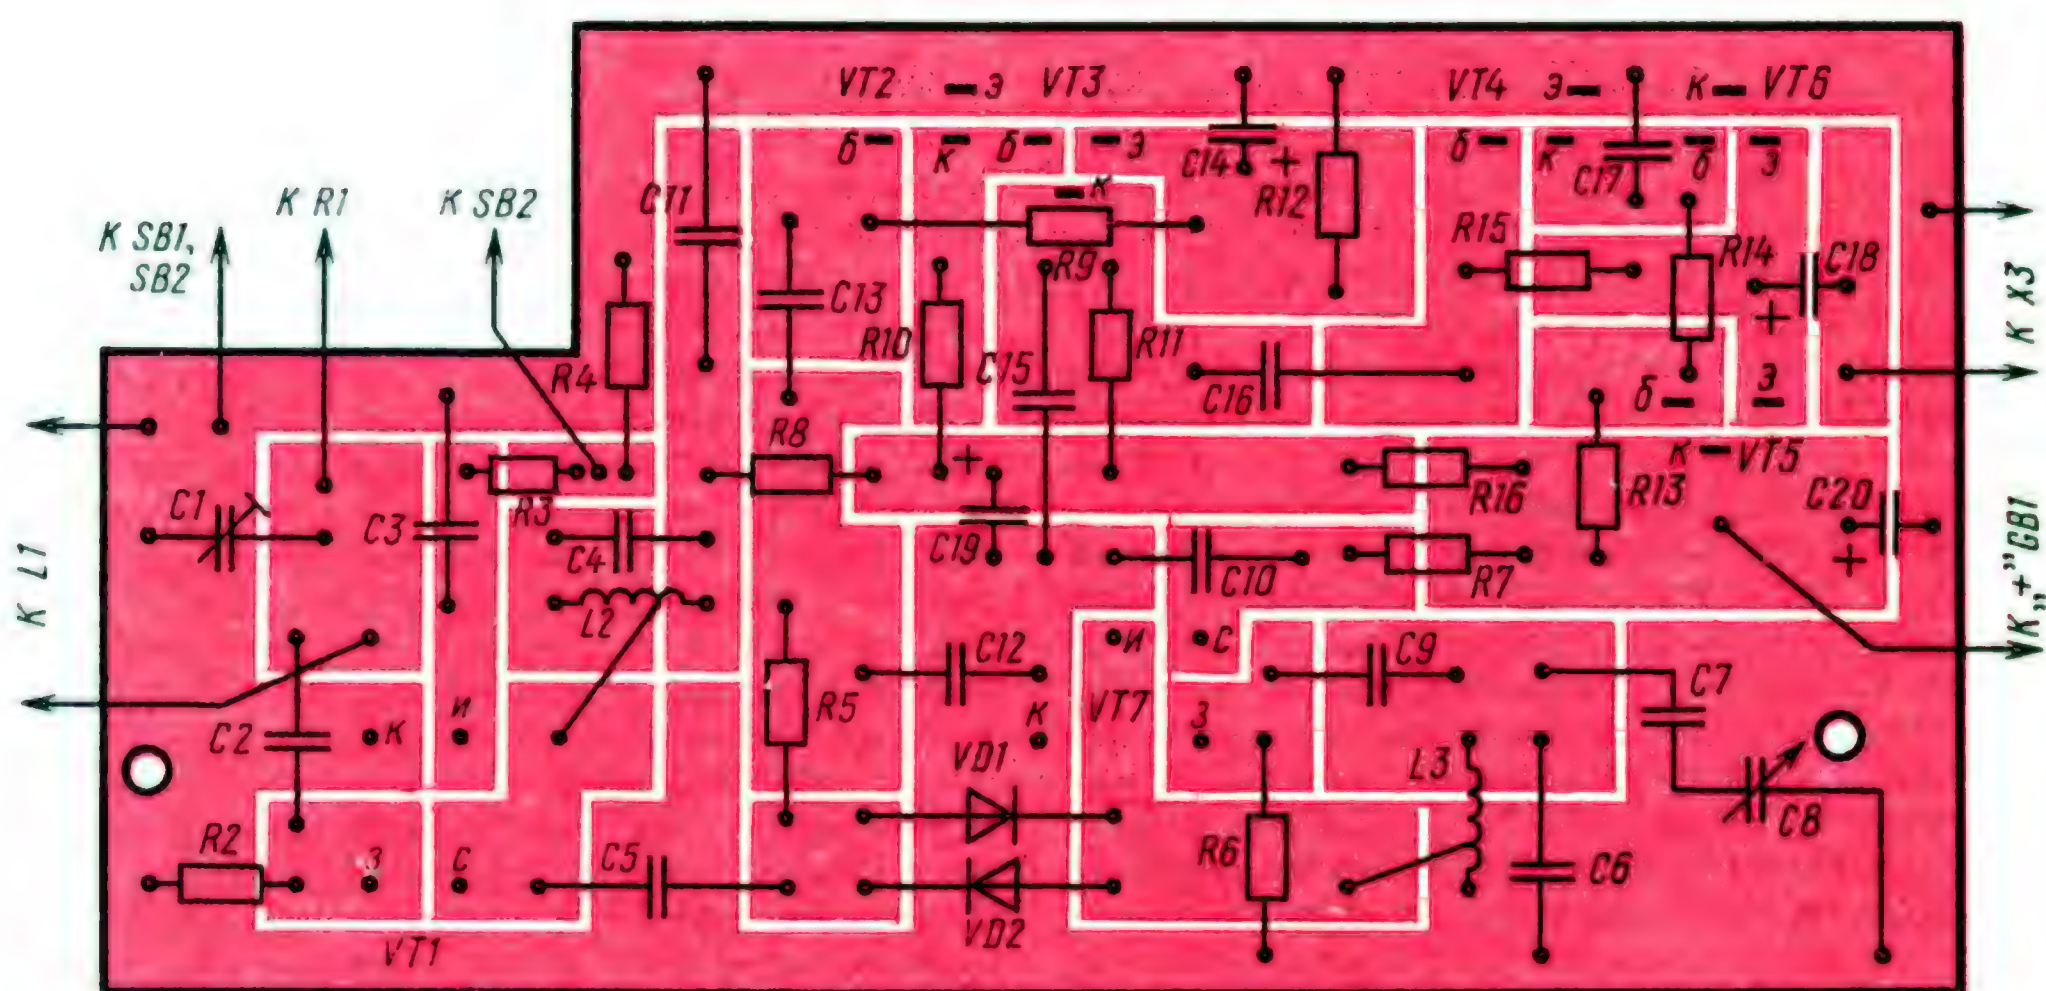 VT2 э VT3 VT4 э к VT6
б к б э б к б э
C14 + C17
к R12
K R1 K SB2 C11
K SB1,
SB2
R15 R14 C18
R9 +
C13
R10 C15 R11
R4 C16
К X3
б э
R8 к VT5
+ R16 R13 C20
C1 R3 C3 C4 C19 C10 R7 +
K L1
L2
K „+" GB1
и с
C12 C9 C7
C2 к и R5 к VT7 з
VD1 L3 C8
R2 з с C5 R6 C6
VT1 VD2